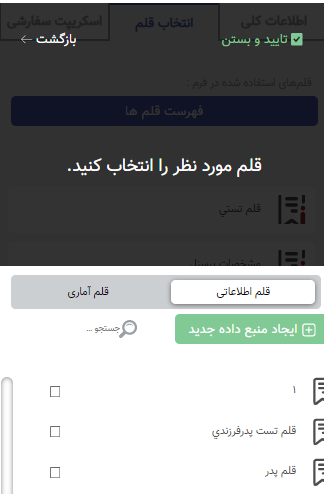 اطلاعات کلی
انتخاب قلم
اسکریپت سفارشی
تایید و بستن
بازگشت
قلم‌های استفاده شده در فرم :
فهرست قلم ها
قلم مورد نظر را انتخاب کنید.
قلم تستي
مشخصات پرسنل
قلم اطلاعاتی
قلم آماری
ایجاد منبع داده جدید
جستجو ...
۱
قلم تست پدرفرزندي
قلم پدر